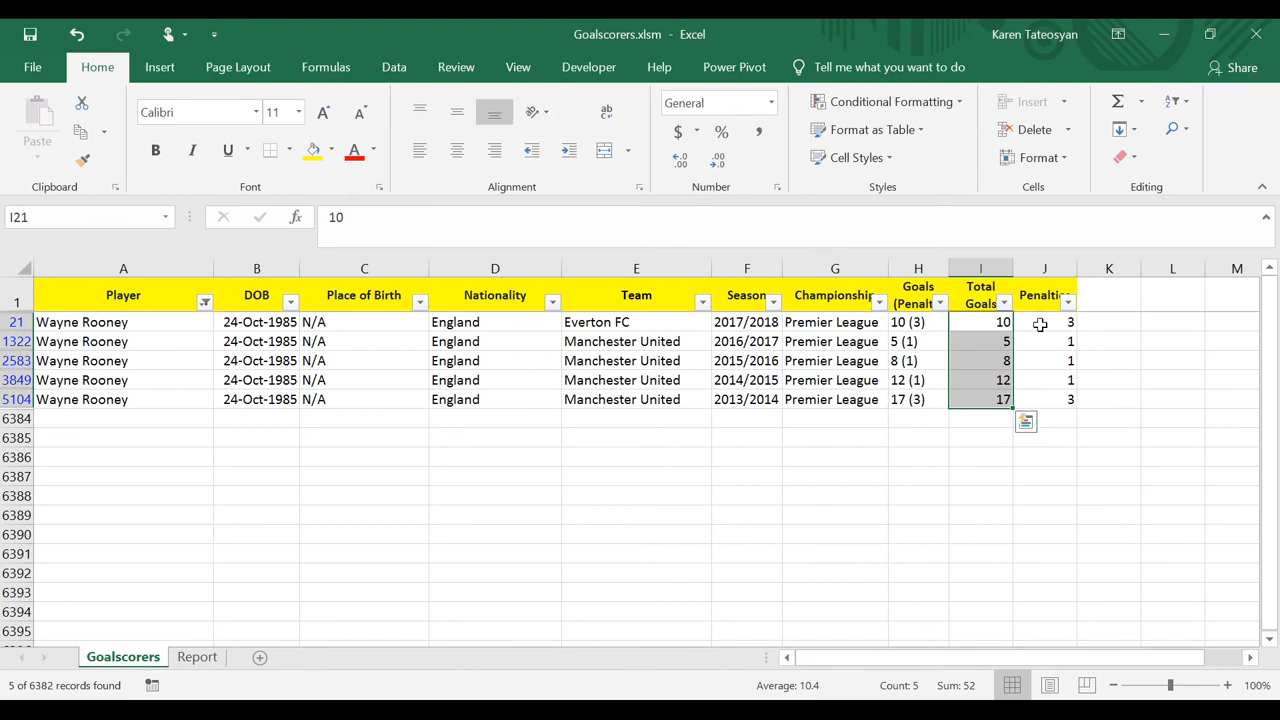 Goalscorers.xlsm - Excel
Karen Tateosyan
File Home Insert Page Layout Formulas Data Review View Developer Help Power Pivot Tell me what you want to do Share
Paste
Calibri 11
General
B I U
$ % ,
Conditional Formatting
Format as Table
Cell Styles
Insert
Delete
Format
Clipboard Font Alignment Number Styles Cells Editing
I21 fx 10
A B C D E F G H I J K L M
1 Player DOB Place of Birth Nationality Team Season Championship Goals (Penalt Total Goals Penaltie
21 Wayne Rooney 24-Oct-1985 N/A England Everton FC 2017/2018 Premier League 10 (3) 10 3
1322 Wayne Rooney 24-Oct-1985 N/A England Manchester United 2016/2017 Premier League 5 (1) 5 1
2583 Wayne Rooney 24-Oct-1985 N/A England Manchester United 2015/2016 Premier League 8 (1) 8 1
3849 Wayne Rooney 24-Oct-1985 N/A England Manchester United 2014/2015 Premier League 12 (1) 12 1
5104 Wayne Rooney 24-Oct-1985 N/A England Manchester United 2013/2014 Premier League 17 (3) 17 3
6384
6385
6386
6387
6388
6389
6390
6391
6392
6393
6394
6395
Goalscorers Report
5 of 6382 records found Average: 10.4 Count: 5 Sum: 52 100%